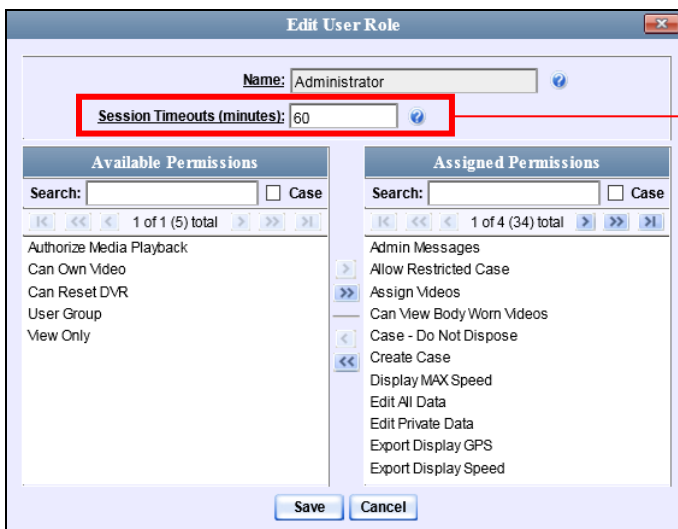 Edit User Role
Name: Administrator
Session Timeouts (minutes): 60
Available Permissions
Search: Case
1 of 1 (5) total
Authorize Media Playback
Can Own Video
Can Reset DVR
User Group
View Only
Assigned Permissions
Search: Case
1 of 4 (34) total
Admin Messages
Allow Restricted Case
Assign Videos
Can View Body Worn Videos
Case - Do Not Dispose
Create Case
Display MAX Speed
Edit All Data
Edit Private Data
Export Display GPS
Export Display Speed
Save Cancel